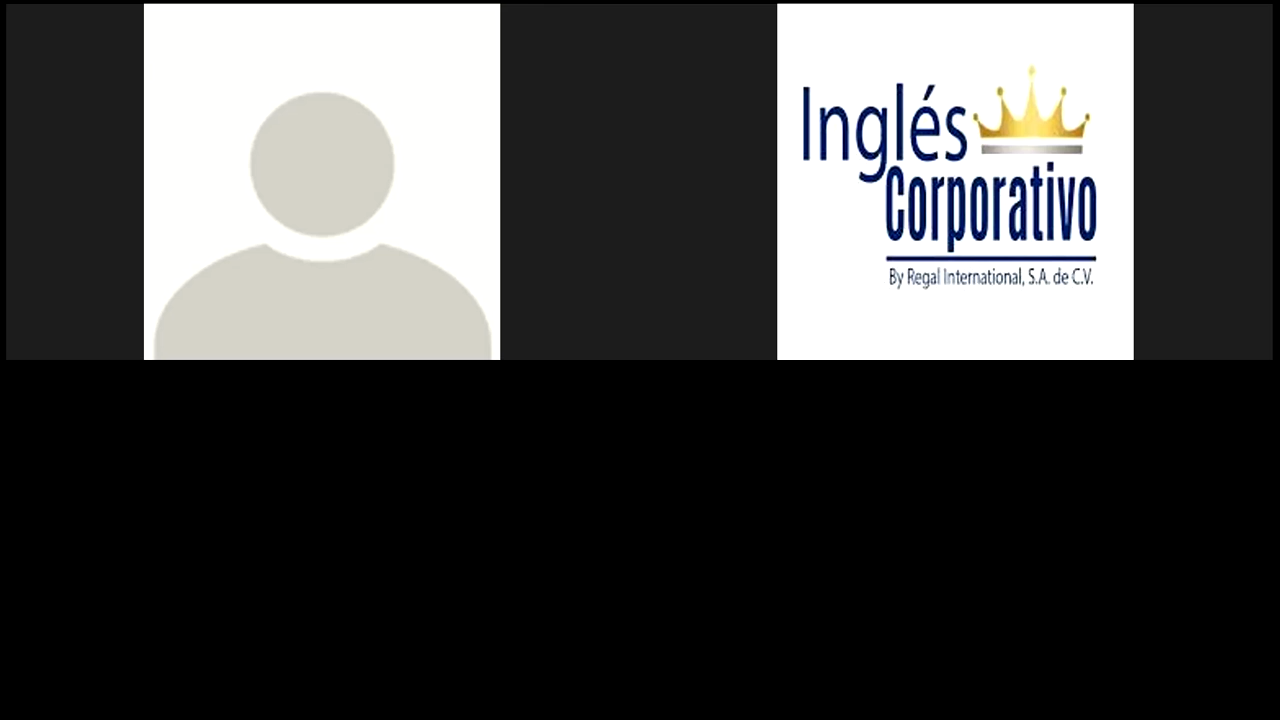 Inglés
Corporativo
By Regal International, S.A. de C.V.